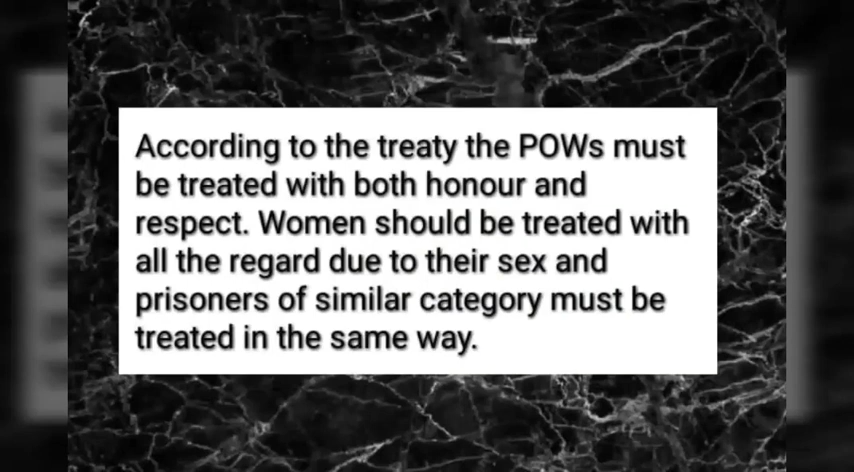 According to the treaty the POWs must
be treated with both honour and
respect. Women should be treated with
all the regard due to their sex and
prisoners of similar category must be
treated in the same way.